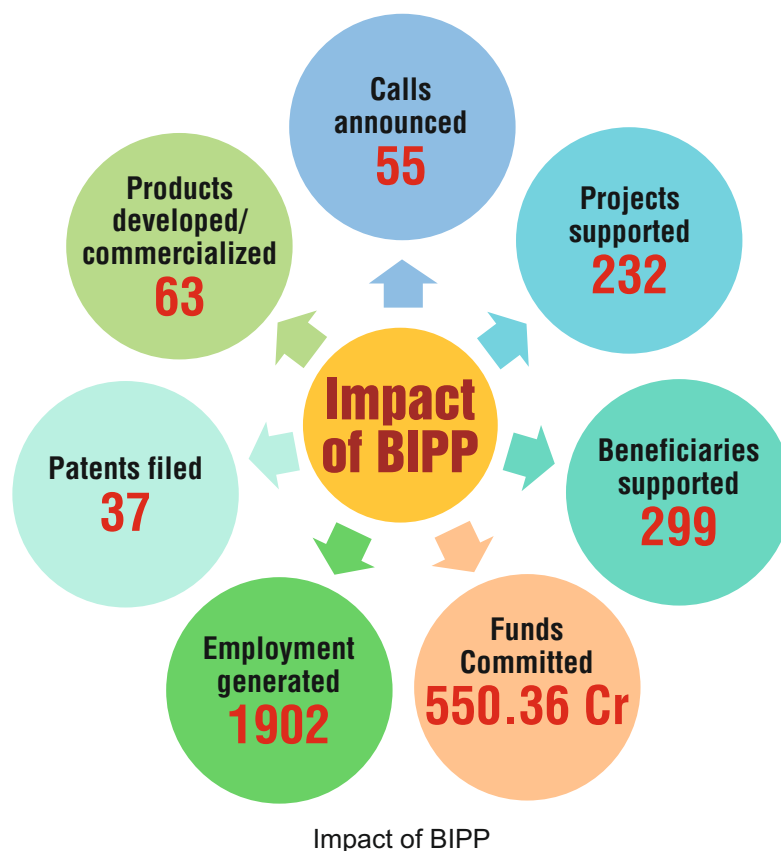 Calls
announced
55
Projects
supported
232
Beneficiaries
supported
299
Funds
Committed
550.36 Cr
Employment
generated
1902
Patents filed
37
Products
developed/
commercialized
63
Impact
of BIPP
Impact of BIPP